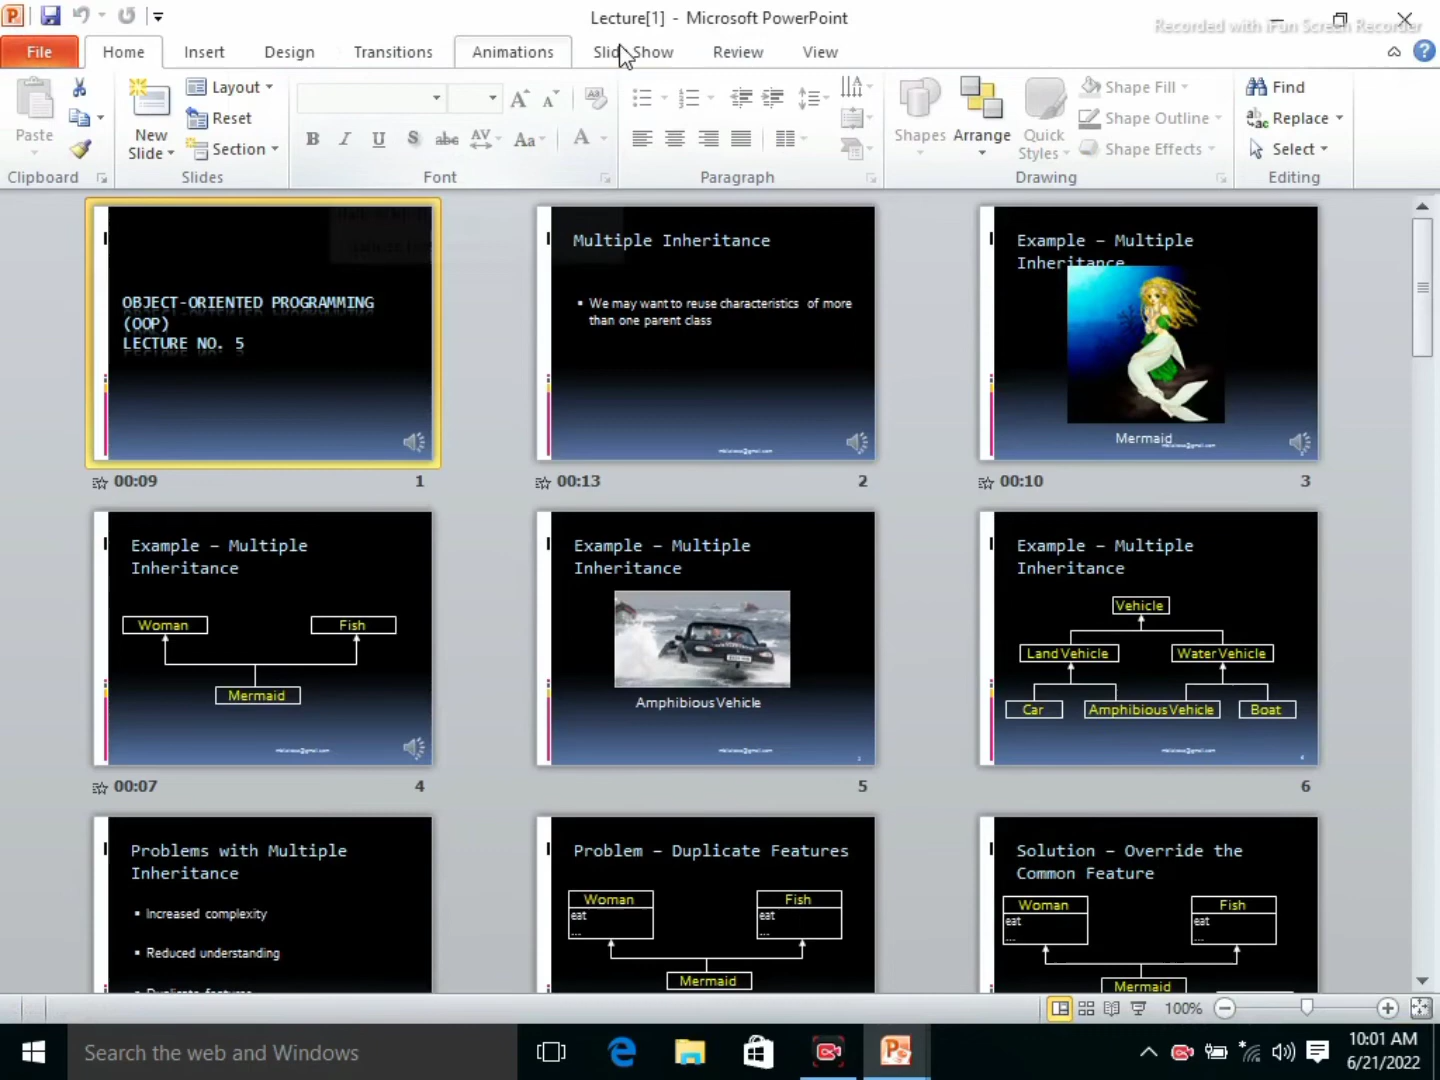 Lecture[1] - Microsoft PowerPoint
Recorded with iFun Screen Recorder
File Home Insert Design Transitions Animations Slide Show Review View
Paste
New Slide
Layout
Reset
Section
Shapes
Arrange
Quick Styles
Shape Fill
Shape Outline
Shape Effects
Find
Replace
Select
Clipboard Slides Font Paragraph Drawing Editing
OBJECT-ORIENTED PROGRAMMING
(OOP)
LECTURE NO. 5
00:09 1
Multiple Inheritance
We may want to reuse characteristics of more
than one parent class
00:13 2
Example – Multiple
Inheritance
Mermaid
00:10 3
Example – Multiple
Inheritance
Woman Fish
Mermaid
00:07 4
Example – Multiple
Inheritance
Amphibious Vehicle
5
Example – Multiple
Inheritance
Vehicle
Land Vehicle Water Vehicle
Car Amphibious Vehicle Boat
6
Problems with Multiple
Inheritance
Increased complexity
Reduced understanding
Duplicate features
Problem – Duplicate Features
Woman Fish
eat eat
... ...
Mermaid
Solution – Override the
Common Feature
Woman Fish
eat eat
... ...
Mermaid
100%
Search the web and Windows
10:01 AM
6/21/2022